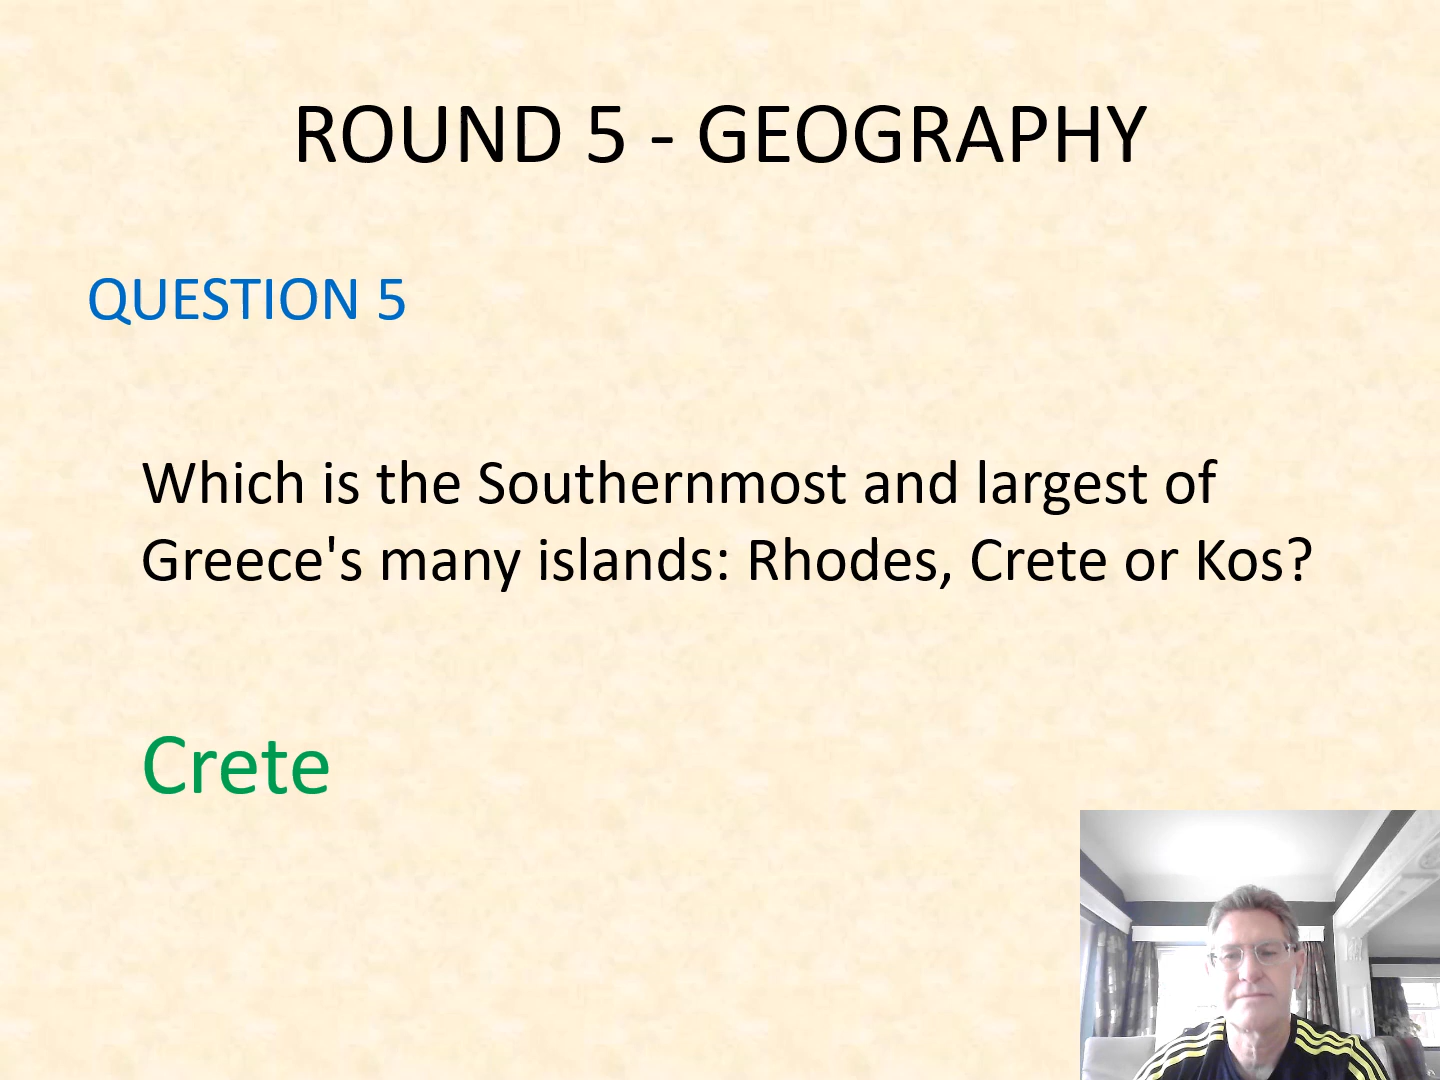 ROUND 5 - GEOGRAPHY
QUESTION 5
Which is the Southernmost and largest of
Greece's many islands: Rhodes, Crete or Kos?
Crete